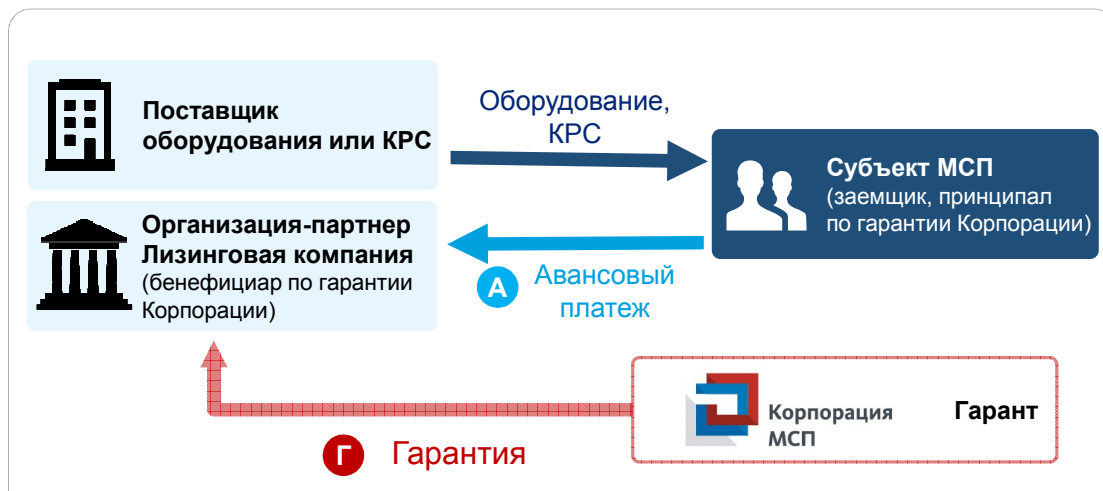 Поставщик
оборудования или КРС
Оборудование,
КРС
Субъект МСП
(заемщик, принципал
по гарантии Корпорации)
Организация-партнер
Лизинговая компания
(бенефициар по гарантии
Корпорации)
А
Авансовый
платеж
Корпорация
МСП
Гарант
Г
Гарантия